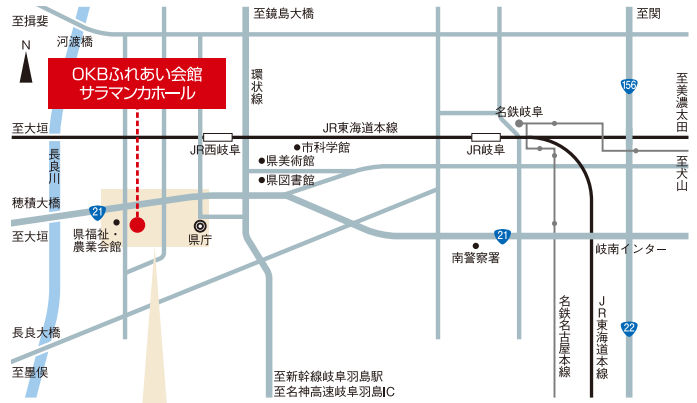 至揖斐
至鏡島大橋
至関
河渡橋
N
OKBふれあい会館
サラマンカホール
環状線
156
至美濃太田
名鉄岐阜
至大垣
JR東海道本線
JR西岐阜
市科学館
JR岐阜
県美術館
県図書館
至犬山
長良川
穂積大橋
21
至大垣
県福祉・
農業会館
県庁
21
南警察署
岐南インター
長良大橋
至墨俣
名鉄名古屋本線
JR東海道本線
22
至新幹線岐阜羽島駅
至名神高速岐阜羽島IC